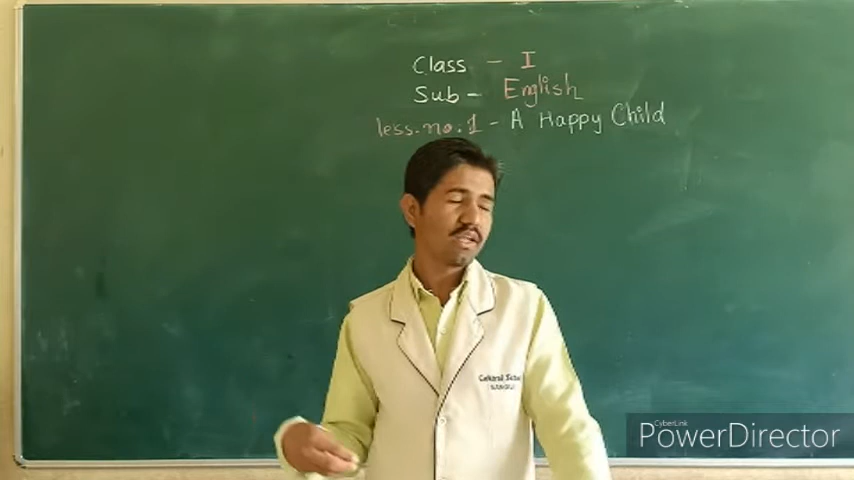 Class - I
Sub - English
less.no.1 - A Happy Child
CyberLink
PowerDirector